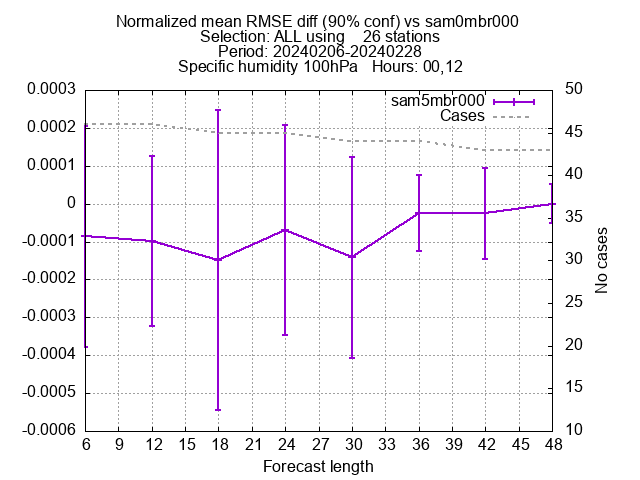 Normalized mean RMSE diff (90% conf) vs sam0mbr000
Selection: ALL using    26 stations
Period: 20240206-20240228
Specific humidity 100hPa   Hours: 00,12
sam5mbr000
Cases
0.0003
0.0002
0.0001
0
-0.0001
-0.0002
-0.0003
-0.0004
-0.0005
-0.0006
50
45
40
35
30
25
20
15
10
No cases
6 9 12 15 18 21 24 27 30 33 36 39 42 45 48
Forecast length